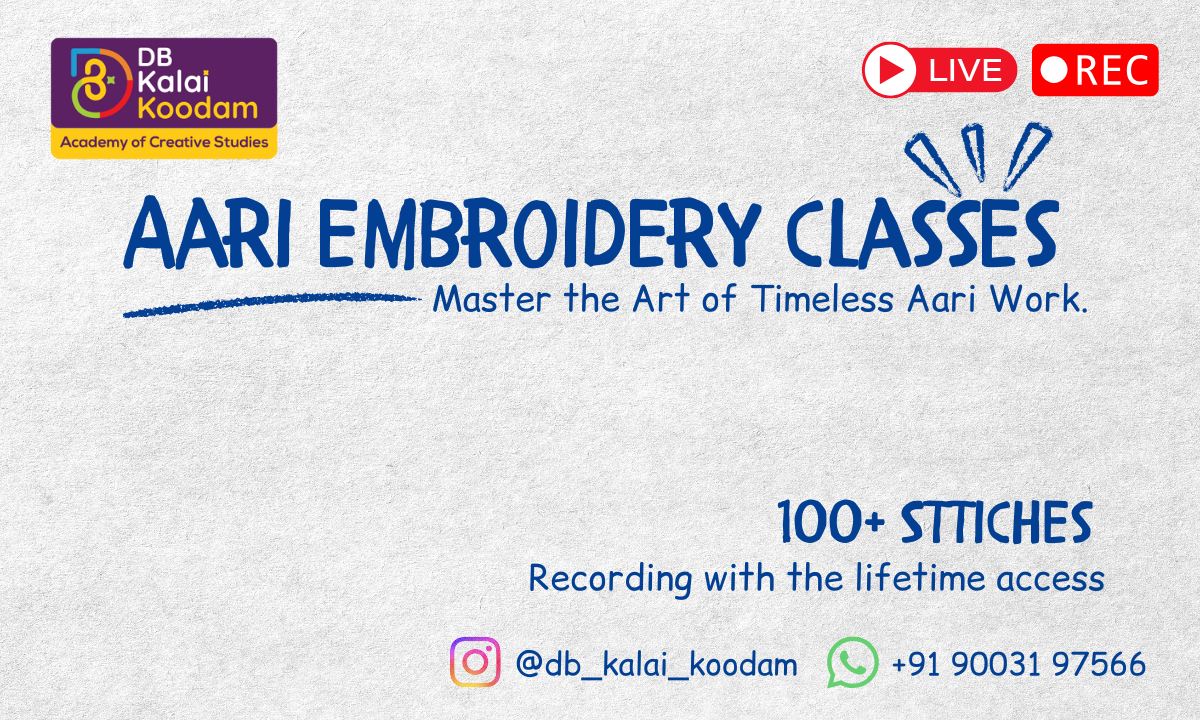 DB
Kalai
Koodam
Academy of Creative Studies
LIVE
REC
AARI EMBROIDERY CLASSES
Master the Art of Timeless Aari Work.
100+ STTICHES
Recording with the lifetime access
@db_kalai_koodam
+91 90031 97566